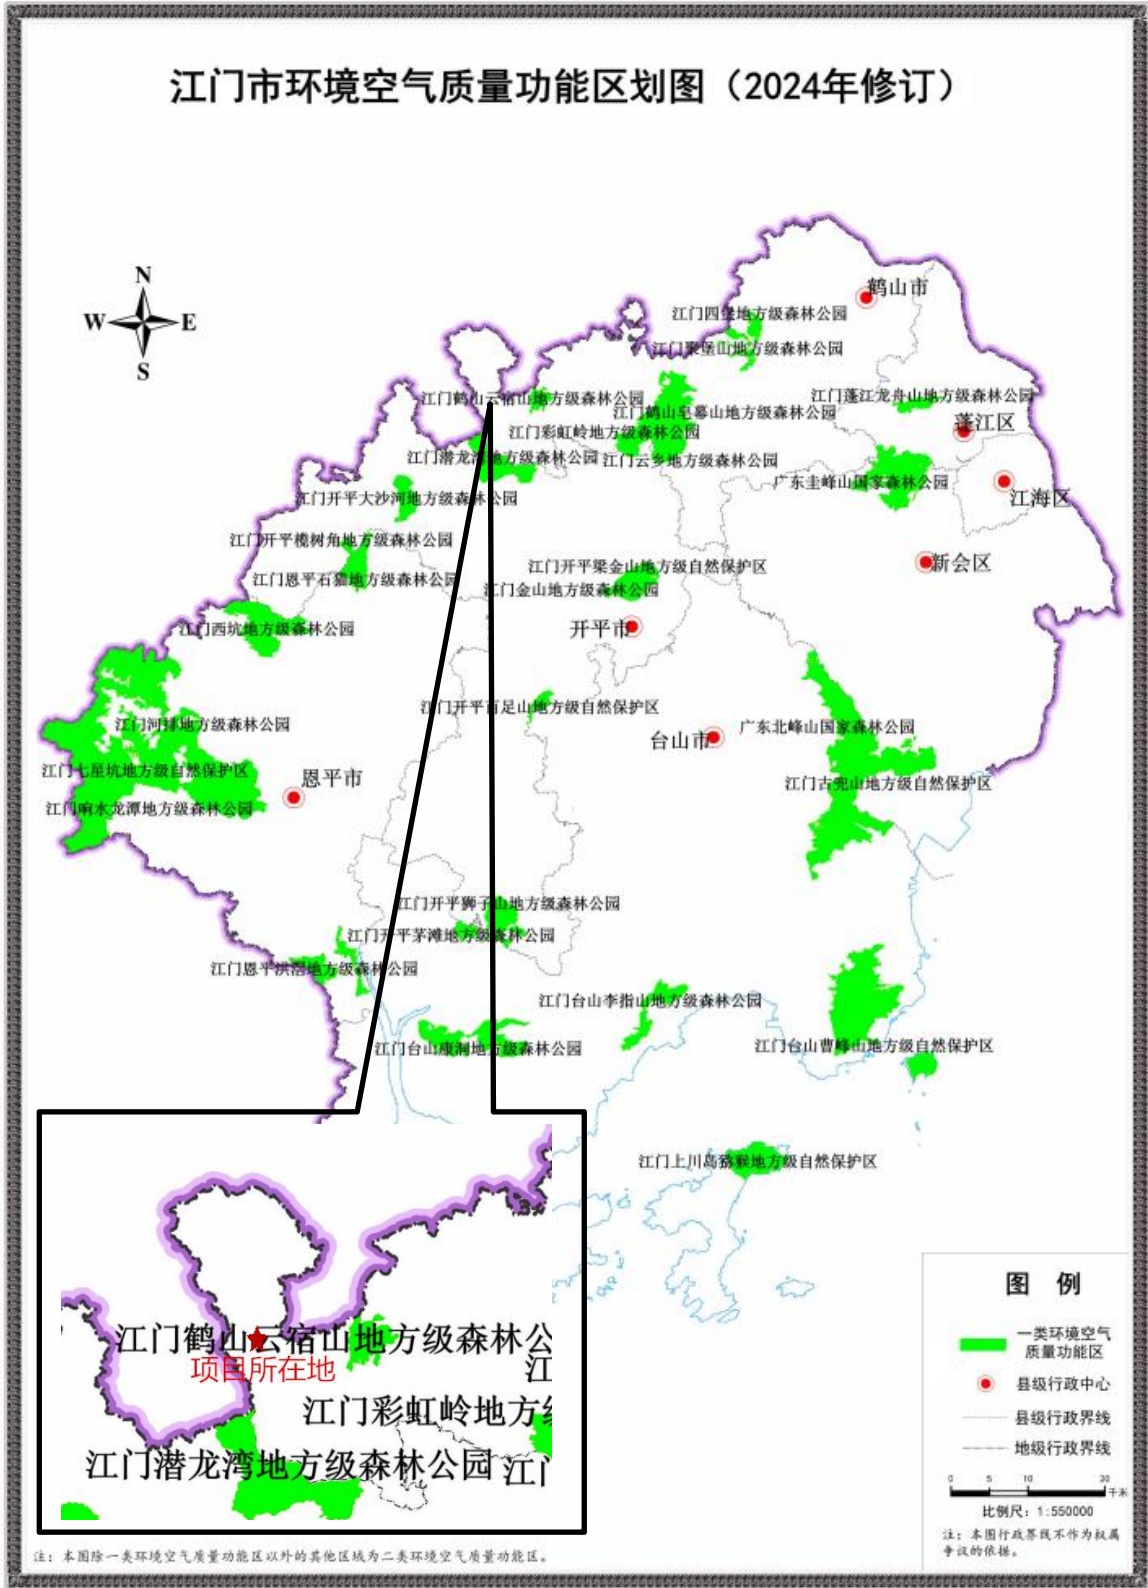 江门市环境空气质量功能区划图（2024年修订）
N
W
E
S
鹤山市
江门四堡地方级森林公园
江门聚堡山地方级森林公园
江门鹤山云宿山地方级森林公园
江门蓬江龙舟山地方级森林公园
江门鹤山皂幕山地方级森林公园
蓬江区
江门彩虹岭地方级森林公园
江门潜龙湾地方级森林公园
江门云乡地方级森林公园
广东圭峰山国家森林公园
江门开平大沙河地方级森林公园
江海区
江门开平榄树角地方级森林公园
新会区
江门开平梁金山地方级自然保护区
江门恩平石猫地方级森林公园
江门金山地方级森林公园
江门西坑地方级森林公园
开平市
江门开平百足山地方级自然保护区
江门河排地方级森林公园
广东北峰山国家森林公园
台山市
江门七星坑地方级自然保护区
恩平市
江门古兜山地方级自然保护区
江门响水龙潭地方级森林公园
江门开平狮子山地方级森林公园
江门开平茅滩地方级森林公园
江门恩平洪滘地方级森林公园
江门台山李指山地方级森林公园
江门台山康洞地方级森林公园
江门台山曹峰山地方级自然保护区
江门上川岛猕猴地方级自然保护区
江门鹤山云宿山地方级森林公
项目所在地
江
江门彩虹岭地方级
江门潜龙湾地方级森林公园
江门
图 例
一类环境空气
质量功能区
县级行政中心
县级行政界线
地级行政界线
0 5 10 20
千米
比例尺：1:550000
注：本图行政界线不作为权属
争议的依据。
注：本图除一类环境空气质量功能区以外的其他区域为二类环境空气质量功能区。